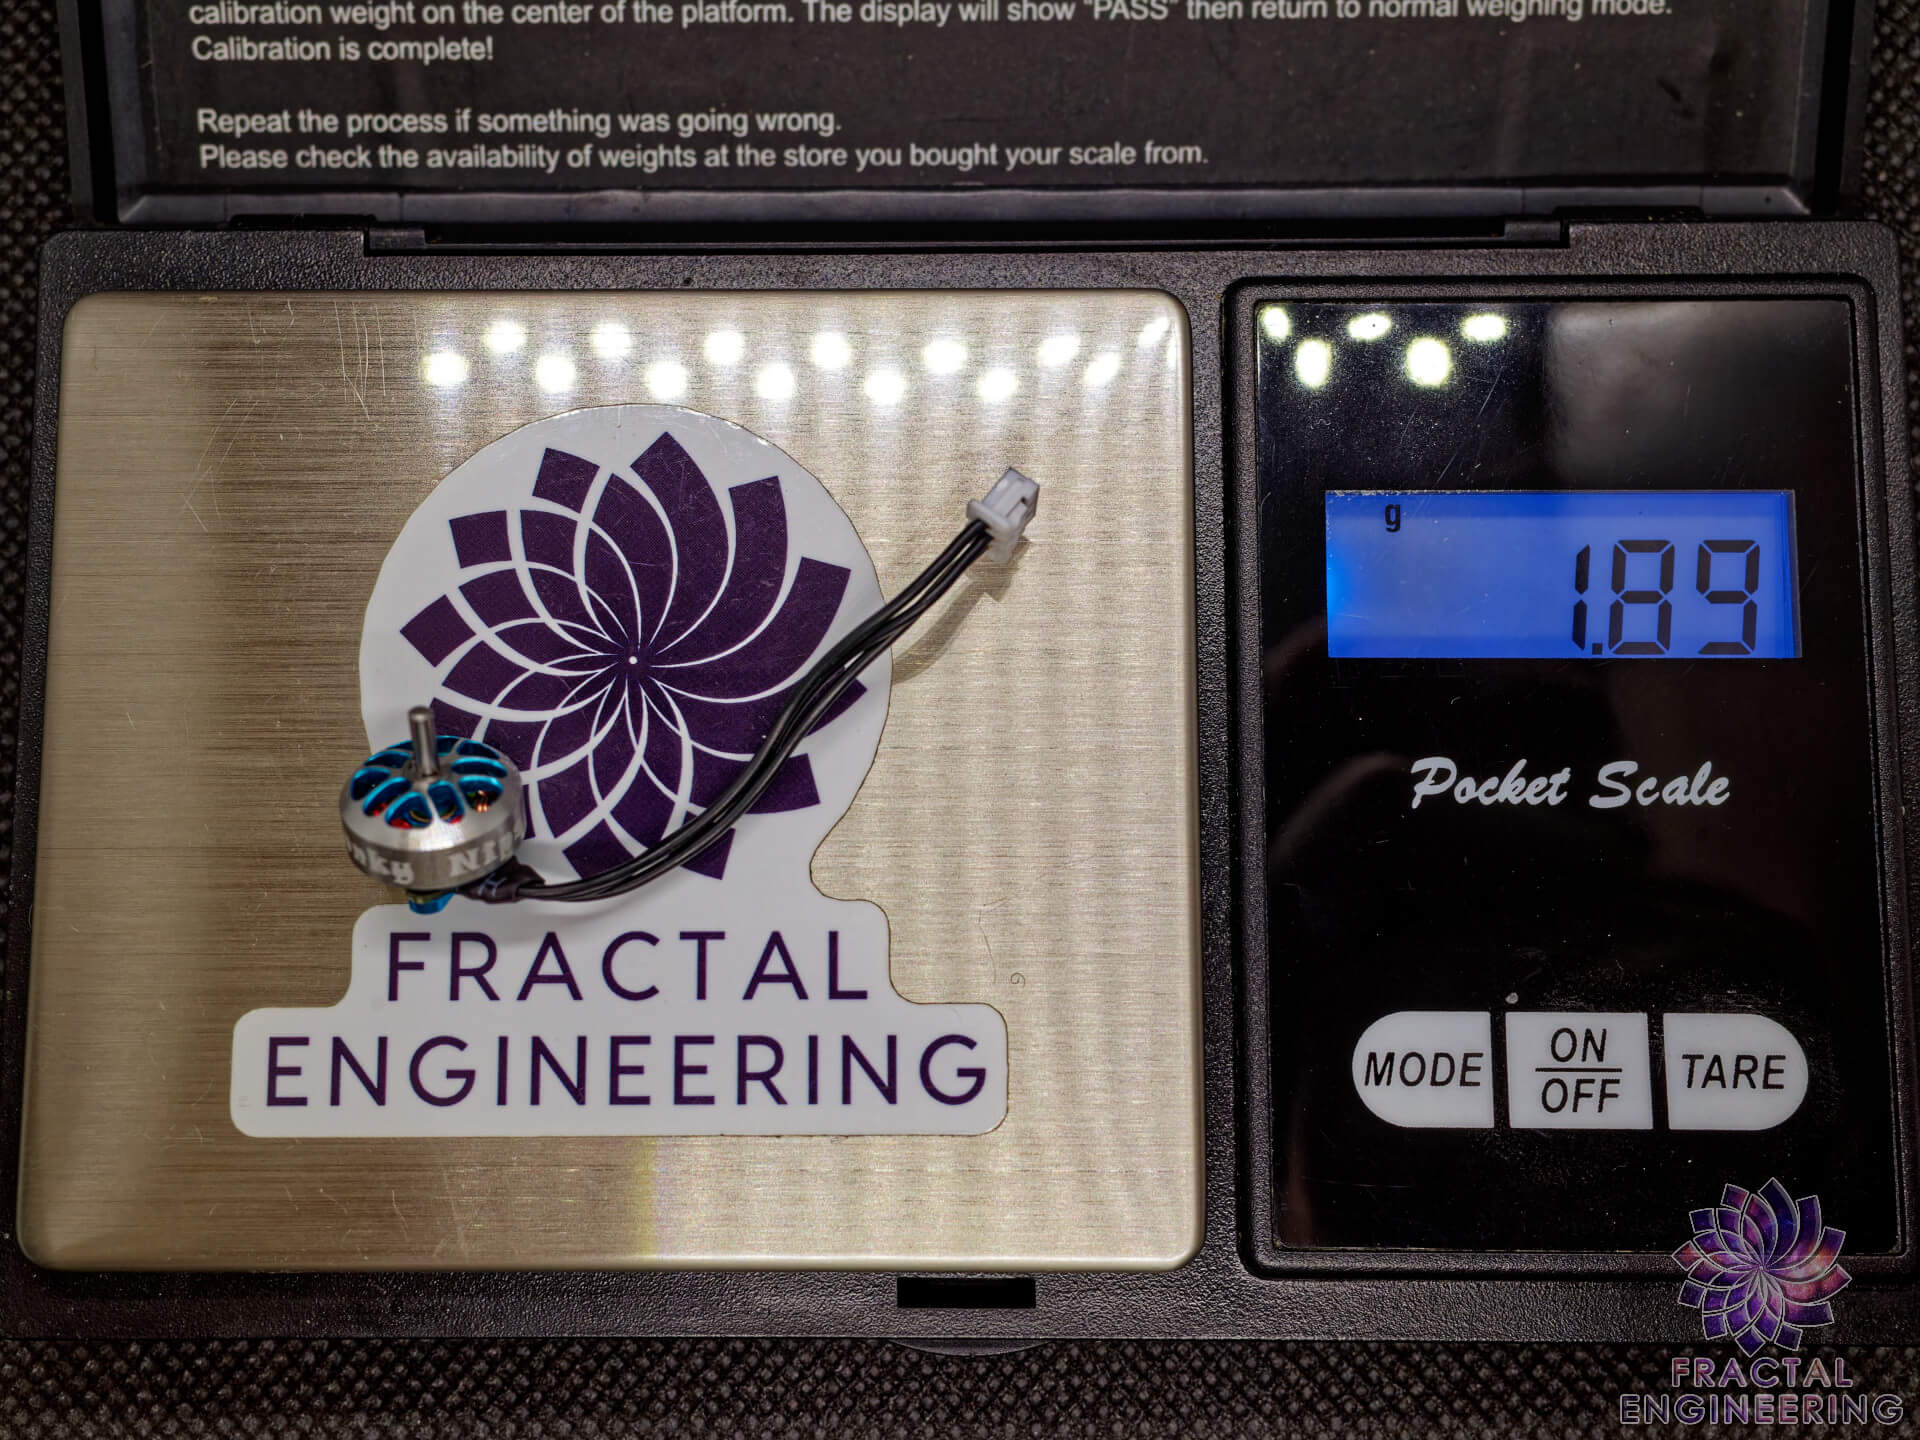 calibration weight on the center of the platform. The display will show "PASS" then return to normal weighing mode.
Calibration is complete!
Repeat the process if something was going wrong.
Please check the availability of weights at the store you bought your scale from.
g
1.89
Pocket Scale
FRACTAL
ENGINEERING
MODE
ON
OFF
TARE
FRACTAL
ENGINEERING